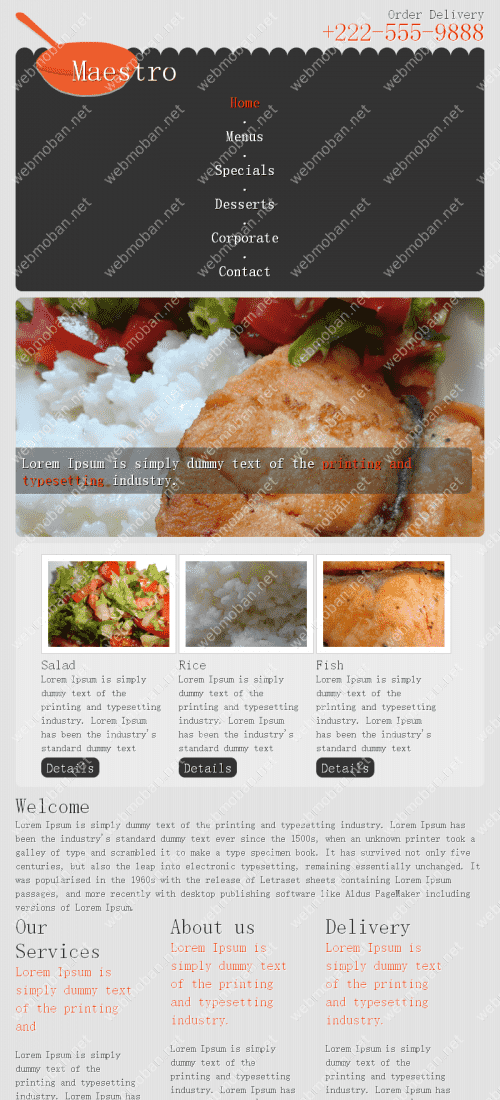 Order Delivery
+222-555-9888
Maestro
Home
Menus
Specials
Desserts
Corporate
Contact
Lorem Ipsum is simply dummy text of the printing and
typesetting industry.
Salad
Lorem Ipsum is simply
dummy text of the
printing and typesetting
industry. Lorem Ipsum
has been the industry's
standard dummy text
Details
Rice
Lorem Ipsum is simply
dummy text of the
printing and typesetting
industry. Lorem Ipsum
has been the industry's
standard dummy text
Details
Fish
Lorem Ipsum is simply
dummy text of the
printing and typesetting
industry. Lorem Ipsum
has been the industry's
standard dummy text
Details
Welcome
Lorem Ipsum is simply dummy text of the printing and typesetting industry. Lorem Ipsum has
been the industry's standard dummy text ever since the 1500s, when an unknown printer took a
galley of type and scrambled it to make a type specimen book. It has survived not only five
centuries, but also the leap into electronic typesetting, remaining essentially unchanged. It
was popularised in the 1960s with the release of Letraset sheets containing Lorem Ipsum
passages, and more recently with desktop publishing software like Aldus PageMaker including
versions of Lorem Ipsum.
Our
Services
Lorem Ipsum is
simply dummy text
of the printing
and
Lorem Ipsum is simply
dummy text of the
printing and typesetting
industry. Lorem Ipsum has
About us
Lorem Ipsum is
simply dummy text
of the printing
and typesetting
industry.
Lorem Ipsum is simply
dummy text of the
printing and typesetting
industry. Lorem Ipsum has
Delivery
Lorem Ipsum is
simply dummy text
of the printing
and typesetting
industry.
Lorem Ipsum is simply
dummy text of the
printing and typesetting
industry. Lorem Ipsum has
webmoban.net